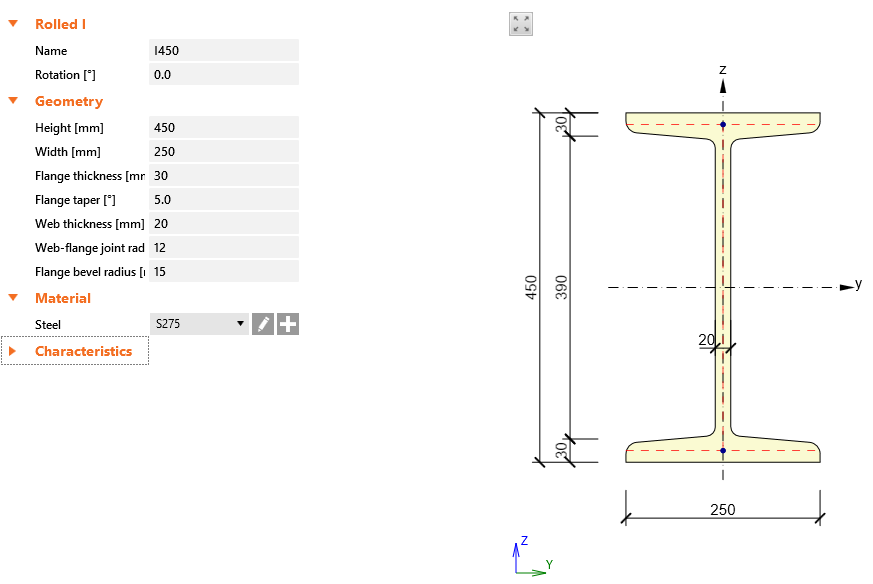 Rolled I
Name I450
Rotation [°] 0.0
Geometry
Height [mm] 450
Width [mm] 250
Flange thickness [mm 30
Flange taper [°] 5.0
Web thickness [mm] 20
Web-flange joint rad 12
Flange bevel radius [ 15
Material
Steel S275
Characteristics
z
30
450
390
y
20
30
250
Z
Y